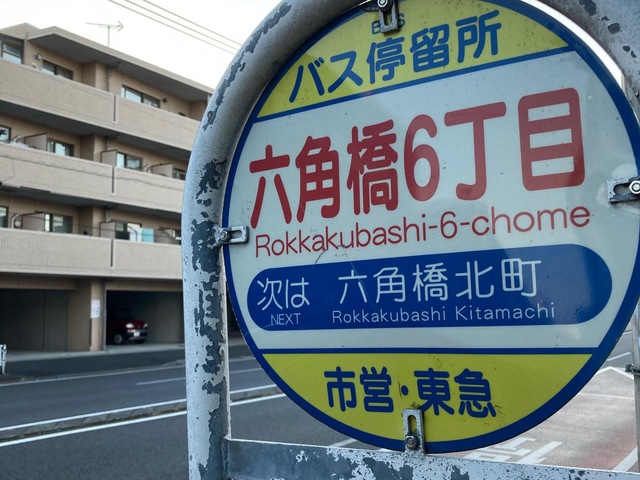 BUS
バス停留所
六角橋6丁目
Rokkakubashi-6-chome
次は 六角橋北町
NEXT Rokkakubashi Kitamachi
市営・東急